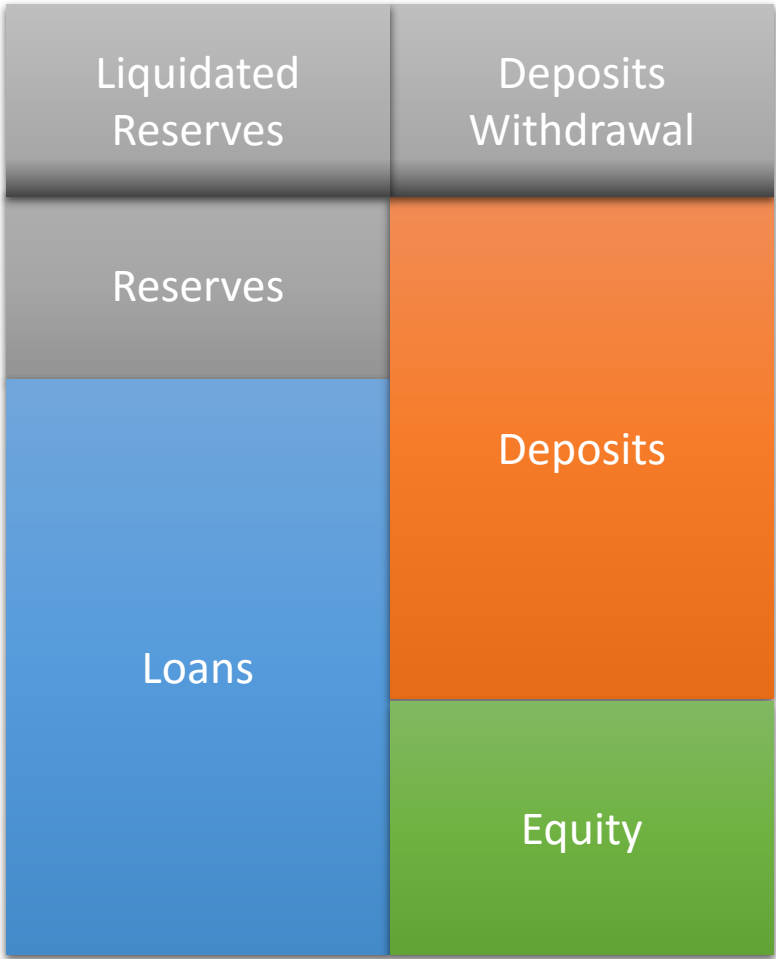 Liquidated
Reserves
Deposits
Withdrawal
Reserves
Deposits
Loans
Equity